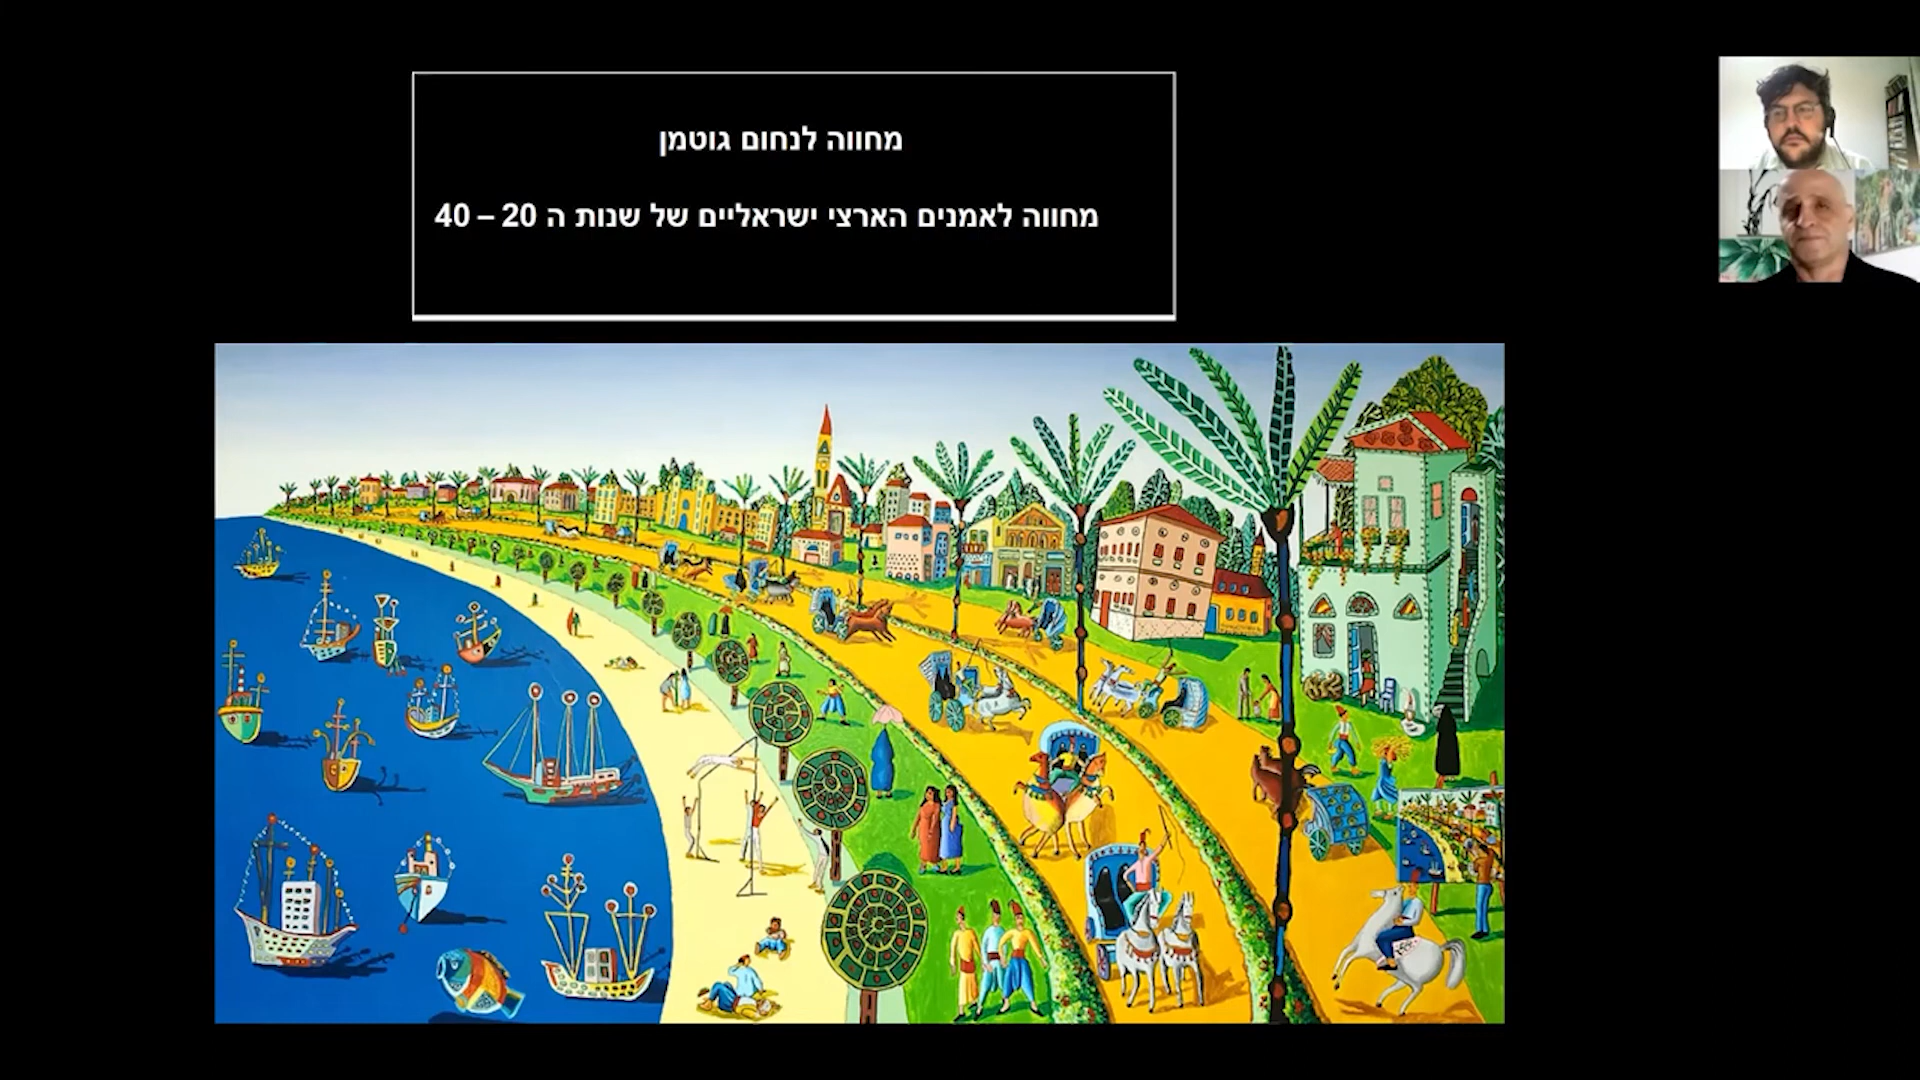 מחווה לנחום גוטמן
מחווה לאמנים הארצי ישראליים של שנות ה 20 – 40